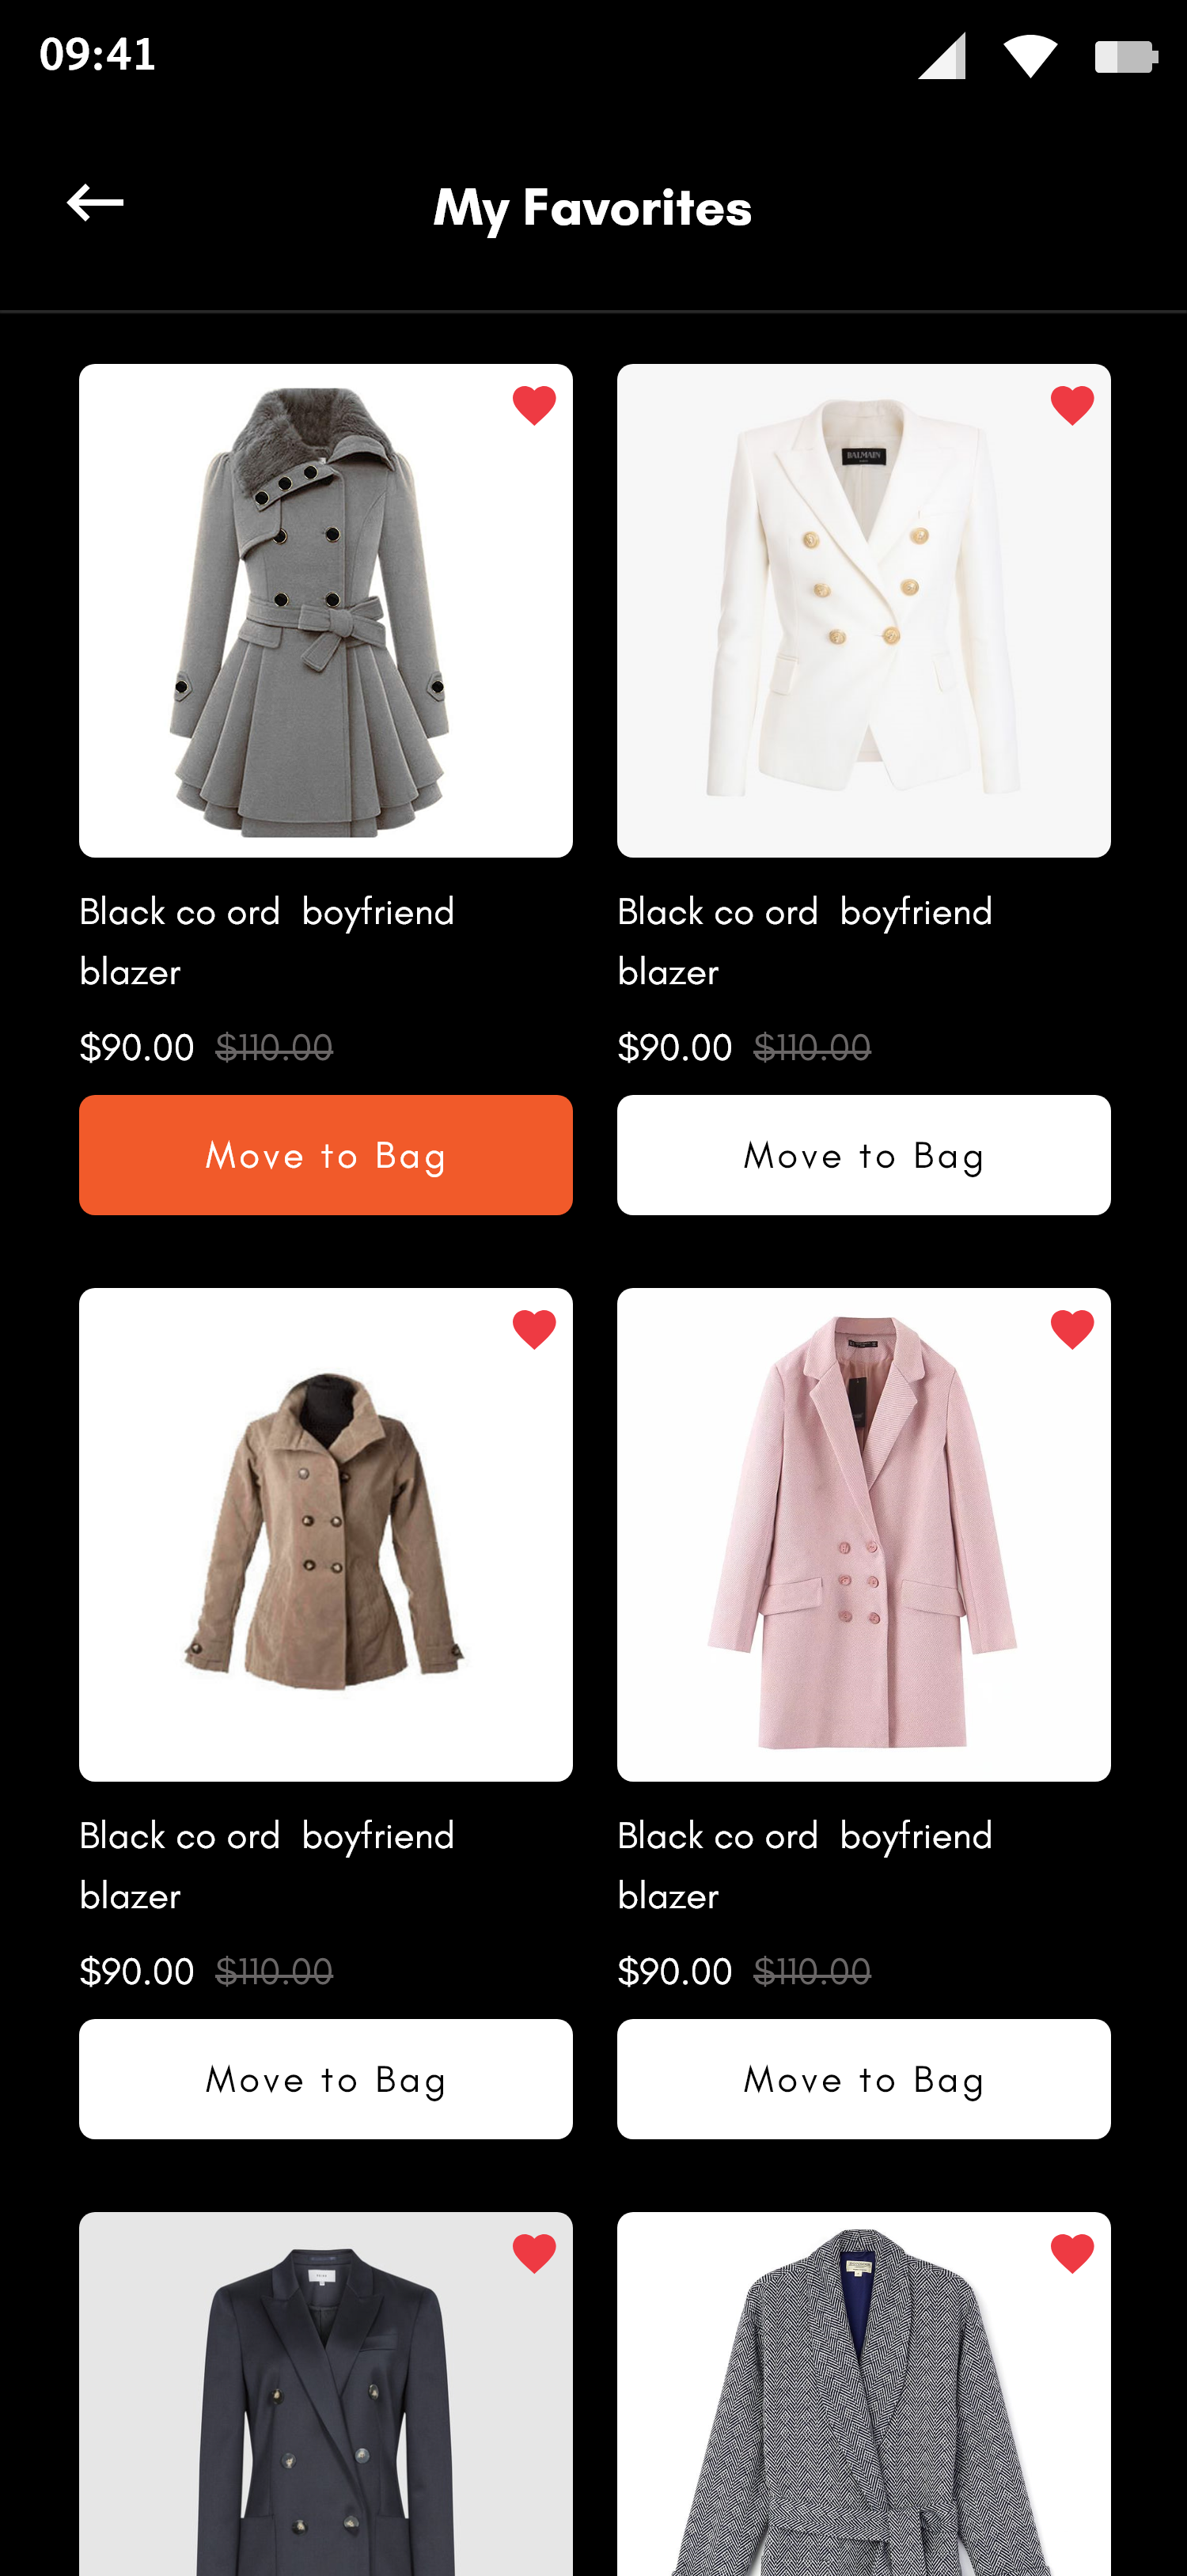 09:41
My Favorites
BALMAIN
Black co ord  boyfriend
blazer
$90.00 $110.00
Move to Bag
Black co ord  boyfriend
blazer
$90.00 $110.00
Move to Bag
Black co ord  boyfriend
blazer
$90.00 $110.00
Move to Bag
Black co ord  boyfriend
blazer
$90.00 $110.00
Move to Bag